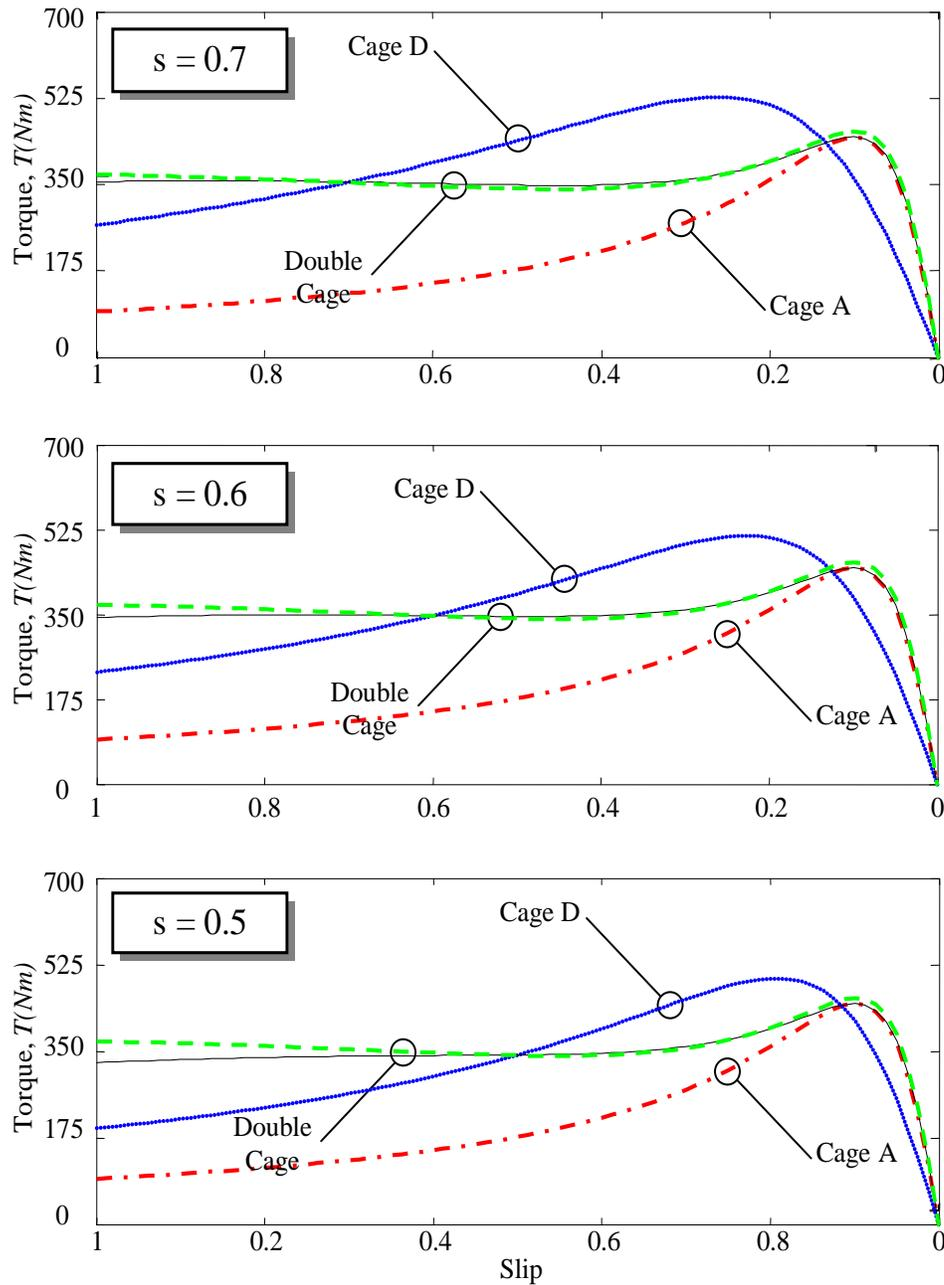 700
s = 0.7
Cage D
525
350
Double
Cage
175
Cage A
0
Torque, T(Nm)
1
0.8
0.6
0.4
0.2
0
700
s = 0.6
Cage D
525
350
Double
Cage
175
Cage A
0
Torque, T(Nm)
1
0.8
0.6
0.4
0.2
0
700
s = 0.5
Cage D
525
350
Double
Cage
175
Cage A
0
Torque, T(Nm)
1
0.2
0.4
0.6
0.8
0
Slip